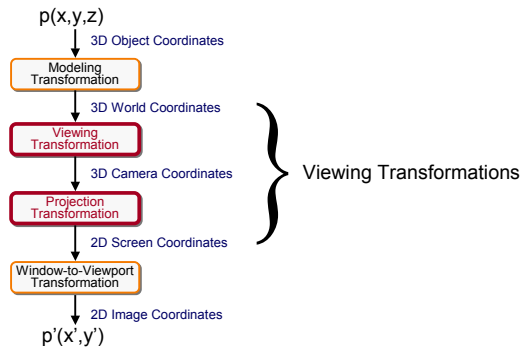 p(x,y,z)
3D Object Coordinates
Modeling
Transformation
3D World Coordinates
Viewing
Transformation
3D Camera Coordinates
Viewing Transformations
Projection
Transformation
2D Screen Coordinates
Window-to-Viewport
Transformation
2D Image Coordinates
p'(x',y')